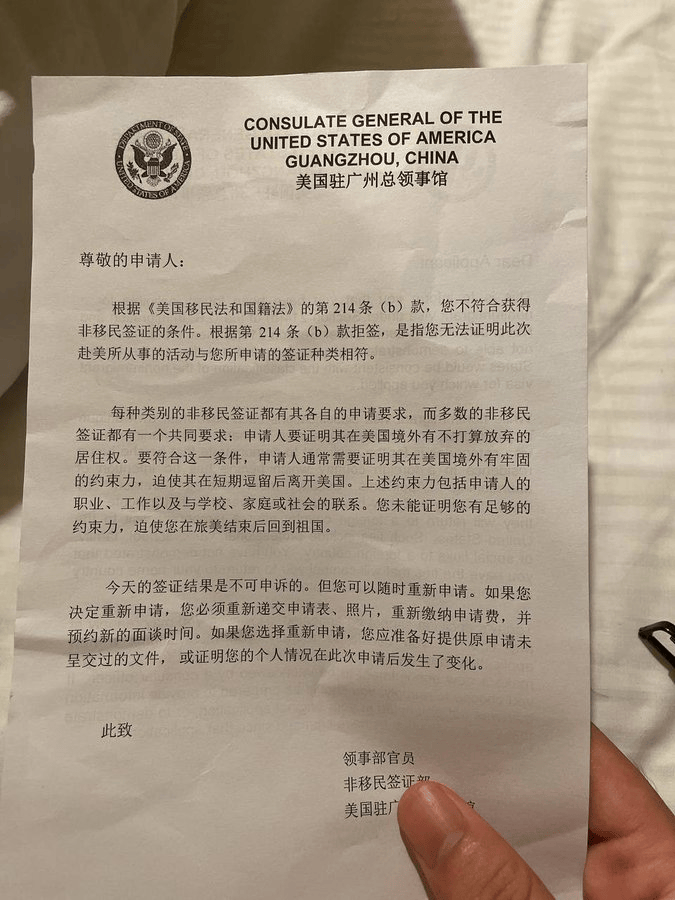 DEPARTMENT OF STATE
UNITED STATES OF AMERICA
CONSULATE GENERAL OF THE
UNITED STATES OF AMERICA
GUANGZHOU, CHINA
美国驻广州总领事馆
尊敬的申请人：
根据《美国移民法和国籍法》的第 214 条（b）款，您不符合获得
非移民签证的条件。根据第 214 条（b）款拒签，是指您无法证明此次
赴美所从事的活动与您所申请的签证种类相符。
每种类别的非移民签证都有其各自的申请要求，而多数的非移民
签证都有一个共同要求：申请人要证明其在美国境外有不打算放弃的
居住权。要符合这一条件，申请人通常需要证明其在美国境外有牢固
的约束力，迫使其在短期逗留后离开美国。上述约束力包括申请人的
职业、工作以及与学校、家庭或社会的联系。您未能证明您有足够的
约束力，迫使您在旅美结束后回到祖国。
今天的签证结果是不可申诉的。但您可以随时重新申请。如果您
决定重新申请，您必须重新递交申请表、照片，重新缴纳申请费，并
预约新的面谈时间。如果您选择重新申请，您应准备好提供原申请未
呈交过的文件，或证明您的个人情况在此次申请后发生了变化。
此致
领事部官员
非移民签证部
美国驻广 馆